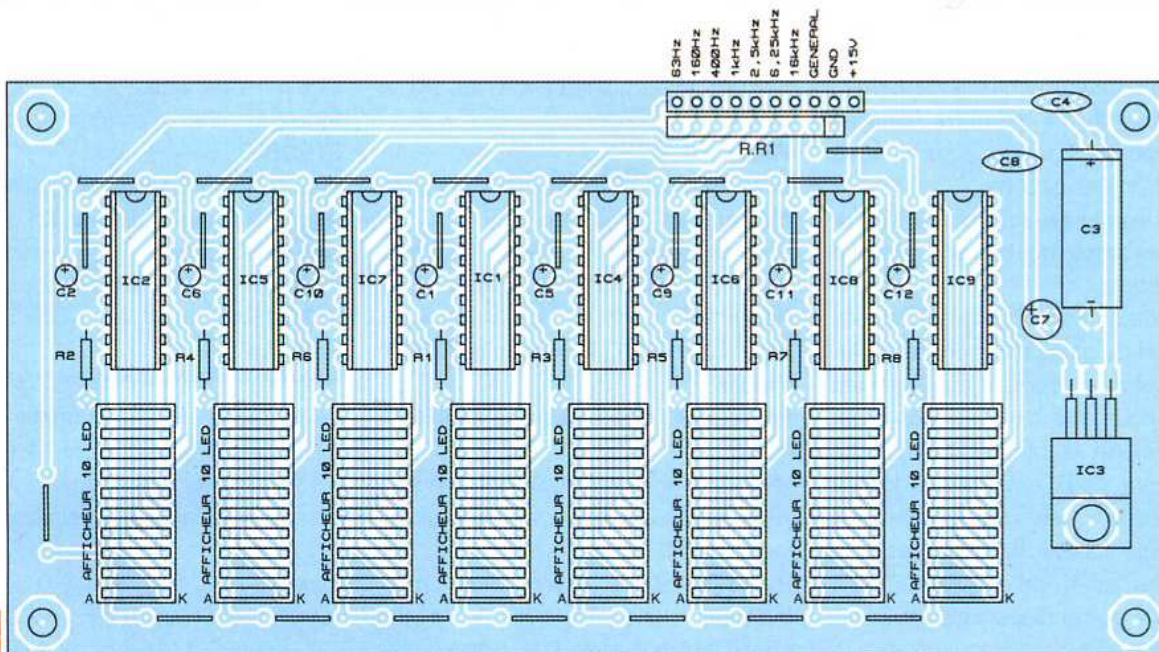 63Hz
160Hz
400Hz
1kHz
2,5kHz
6,25kHz
16kHz
GENERAL
GND
+15V
C4
R.R1
C8
+
C3
-
IC2
IC5
IC7
IC1
IC4
IC6
IC8
IC9
+
C2
+
C6
+
C10
+
C1
+
C5
+
C9
+
C11
+
C12
+
C7
R2
R4
R6
R1
R3
R5
R7
R8
IC3
AFFICHEUR 10 LED
AFFICHEUR 10 LED
AFFICHEUR 10 LED
AFFICHEUR 10 LED
AFFICHEUR 10 LED
AFFICHEUR 10 LED
AFFICHEUR 10 LED
AFFICHEUR 10 LED
A K
A K
A K
A K
A K
A K
A K
A K